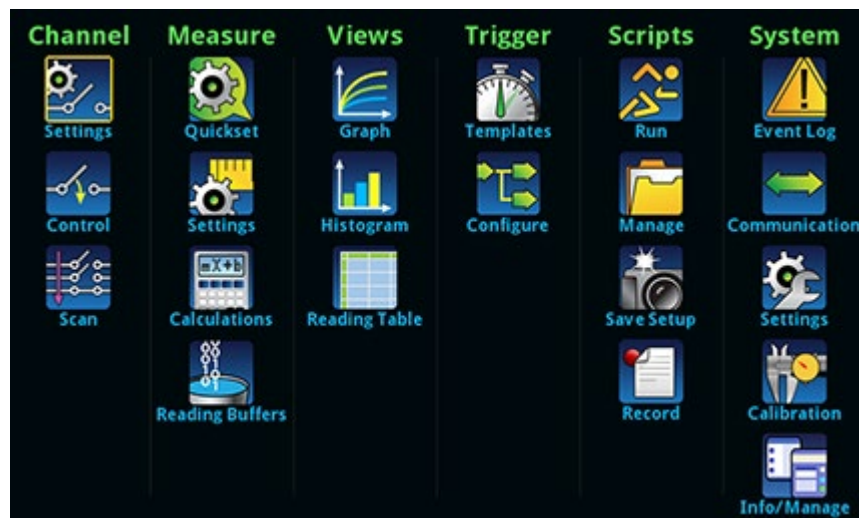 Channel Measure Views Trigger Scripts System
Settings Quickset Graph Templates Run Event Log
Control Settings Histogram Configure Manage Communication
mX+b
Scan Calculations Reading Table Save Setup Settings
Reading Buffers Record Calibration
Info/Manage